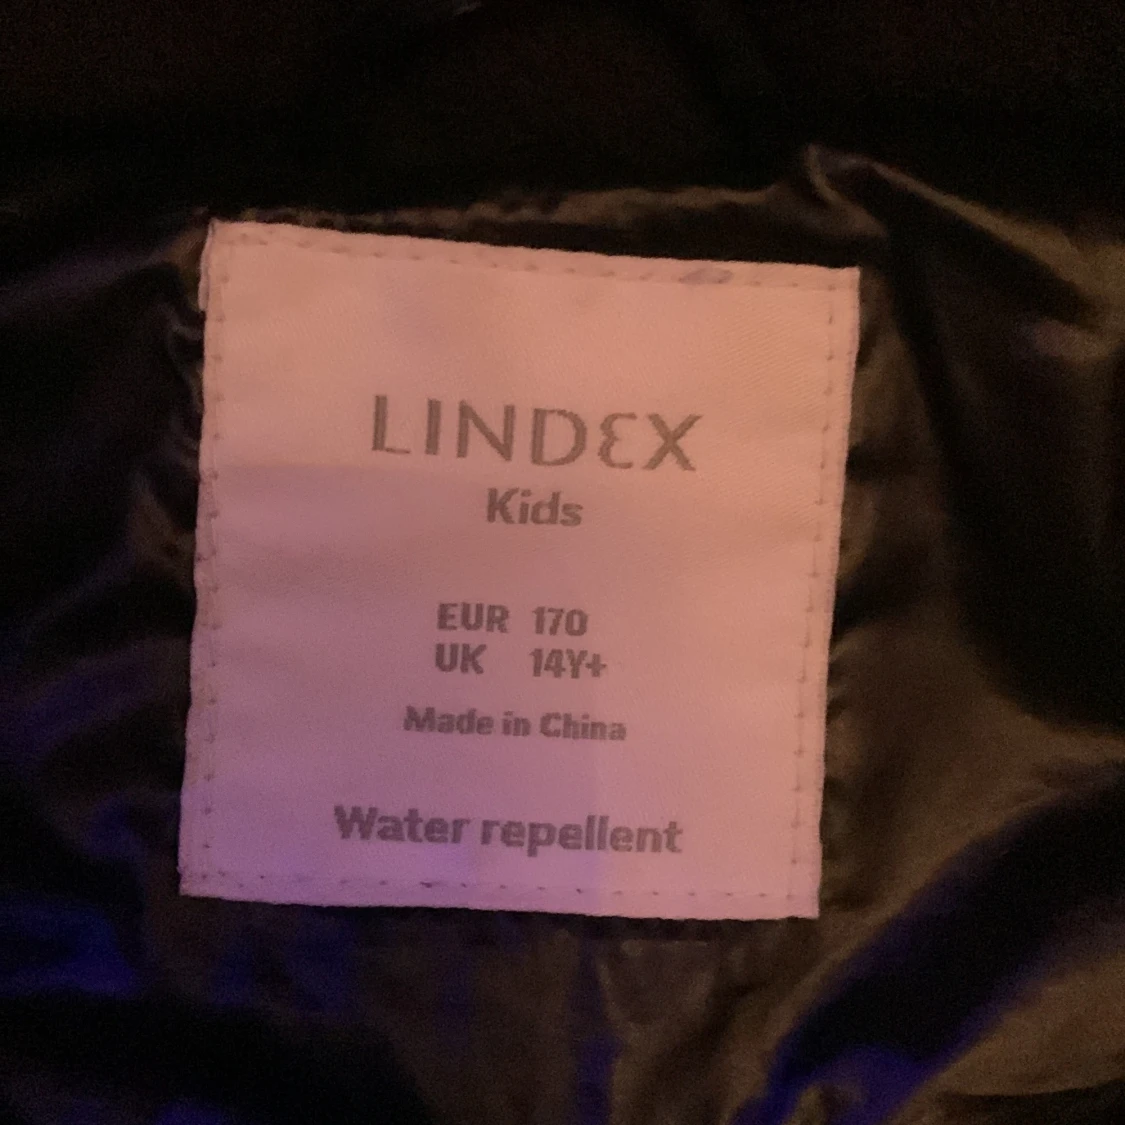 LINDEX
Kids
EUR 170
UK 14Y+
Made in China
Water repellent